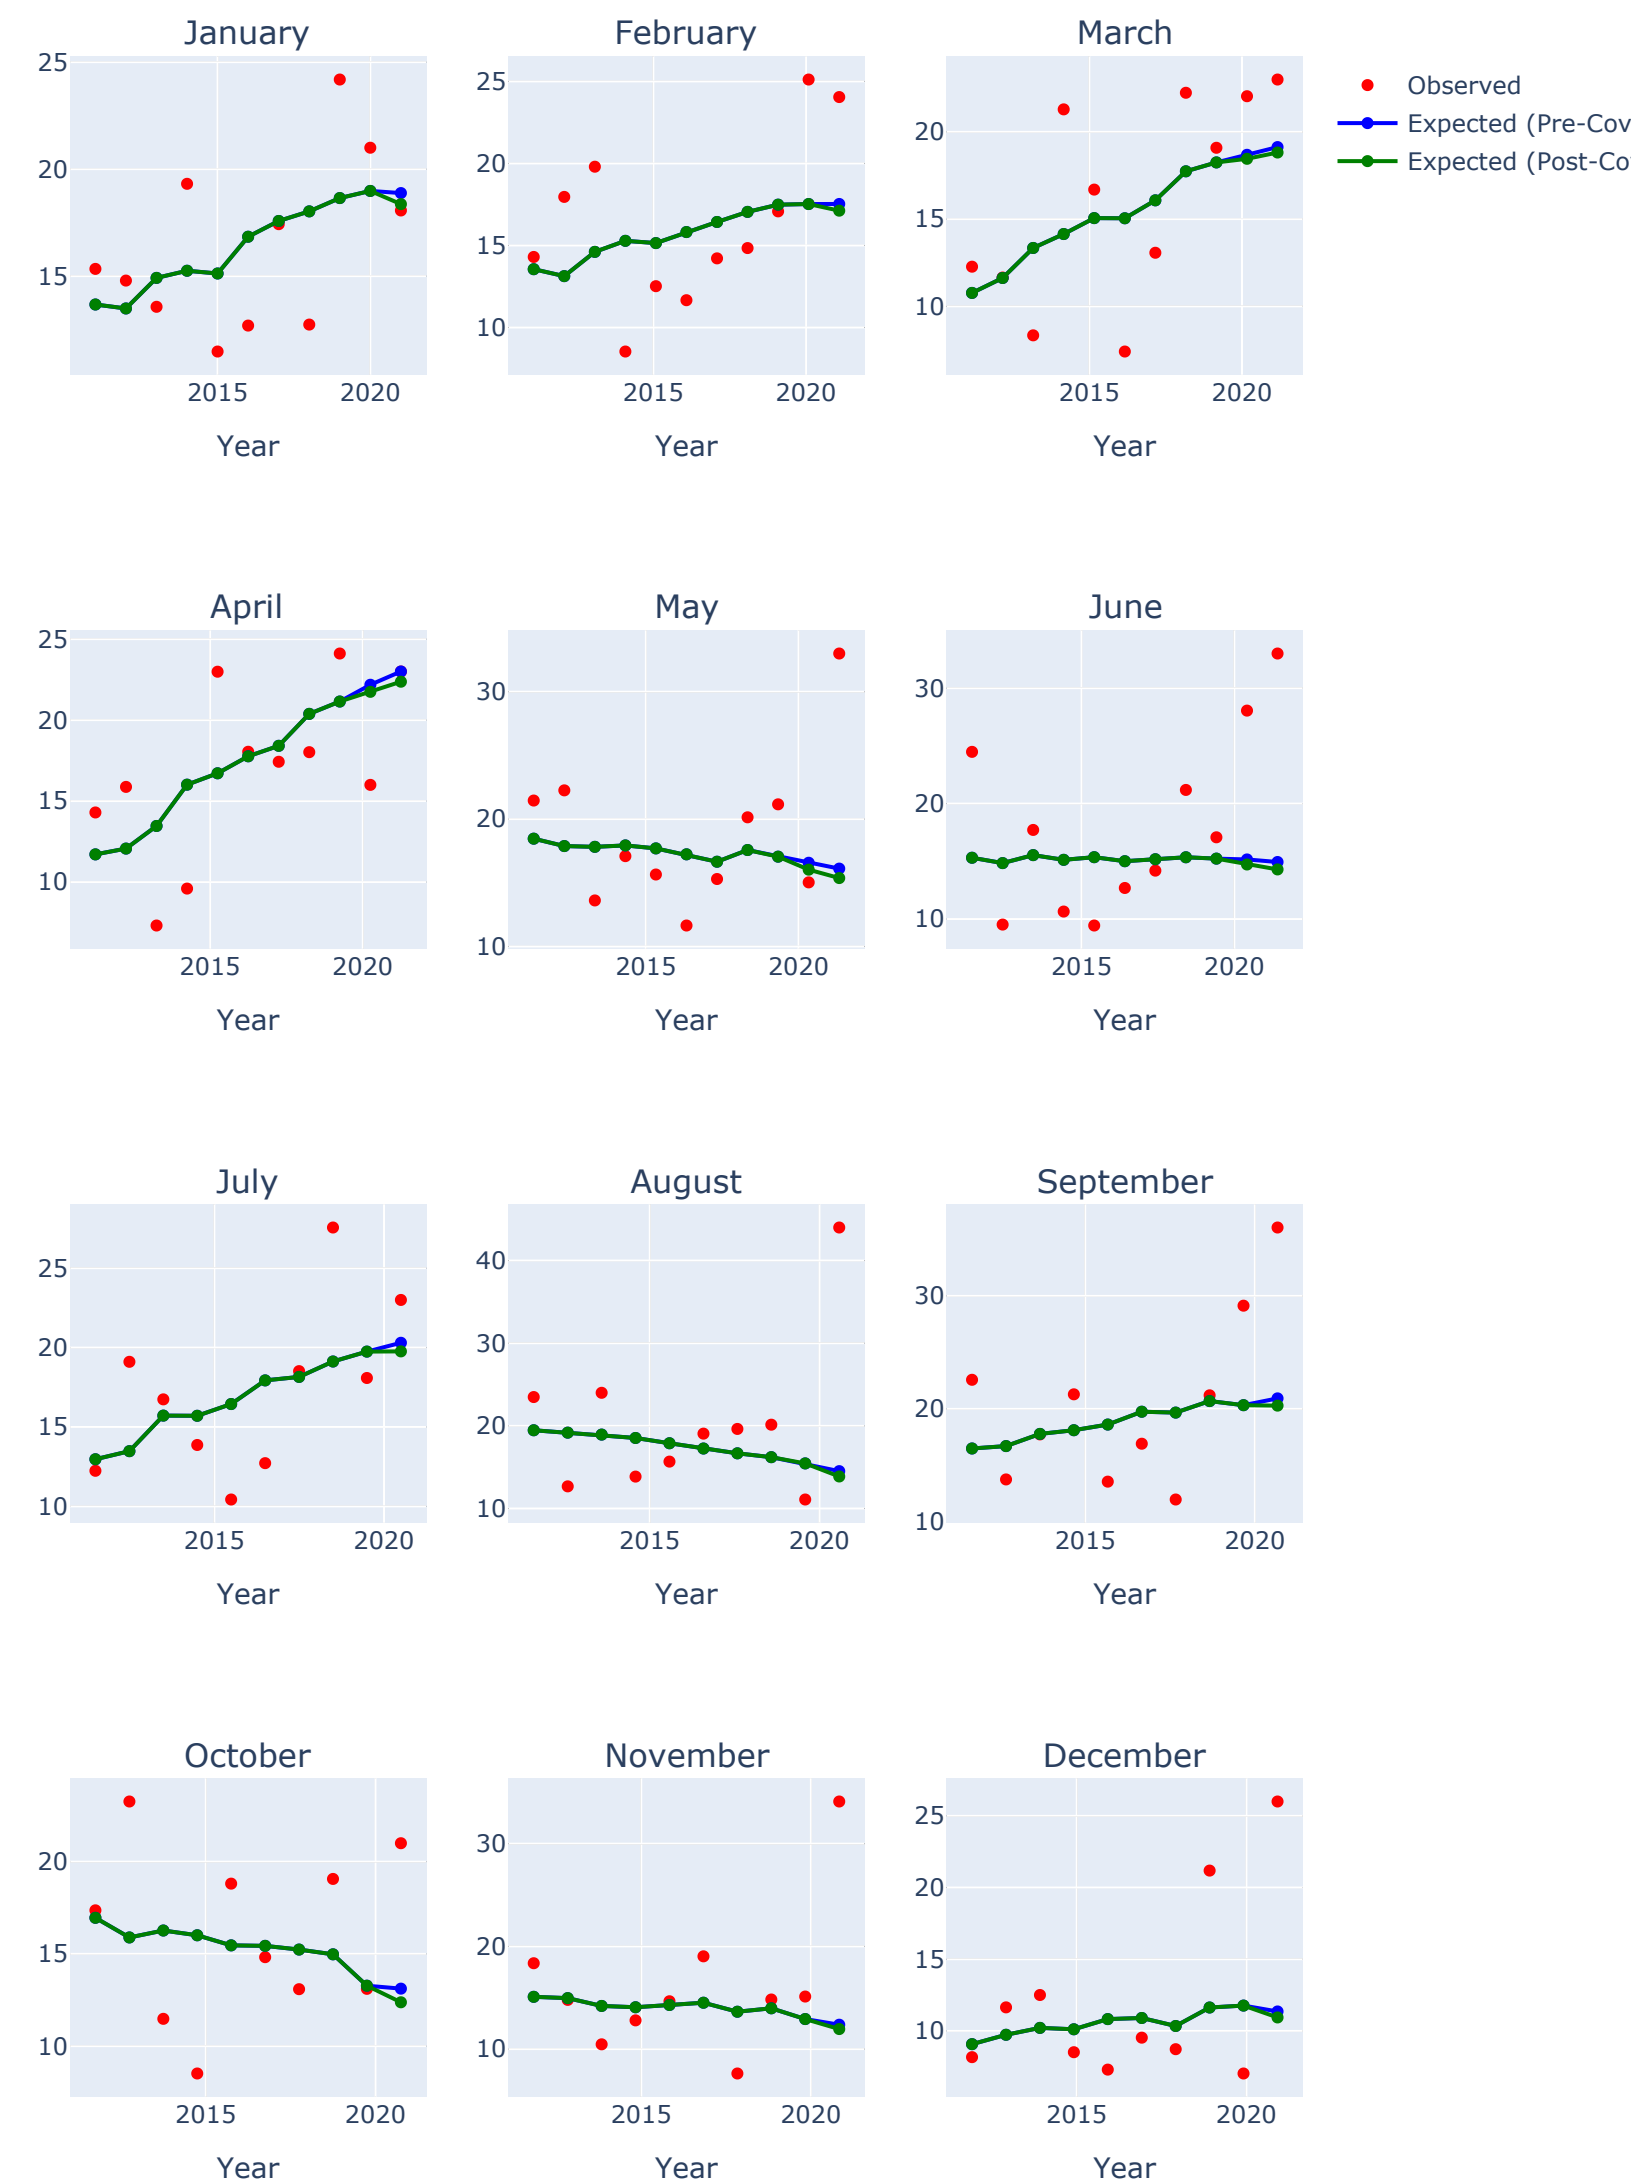 January
February
March
25
20
15
2015
2020
Year
25
20
15
10
2015
2020
Year
20
15
10
2015
2020
Year
Observed
Expected (Pre-Cov
Expected (Post-Co
April
May
June
25
20
15
10
2015
2020
Year
30
20
10
2015
2020
Year
30
20
10
2015
2020
Year
July
August
September
25
20
15
10
2015
2020
Year
40
30
20
10
2015
2020
Year
30
20
10
2015
2020
Year
October
November
December
20
15
10
2015
2020
Year
30
20
10
2015
2020
Year
25
20
15
10
2015
2020
Year